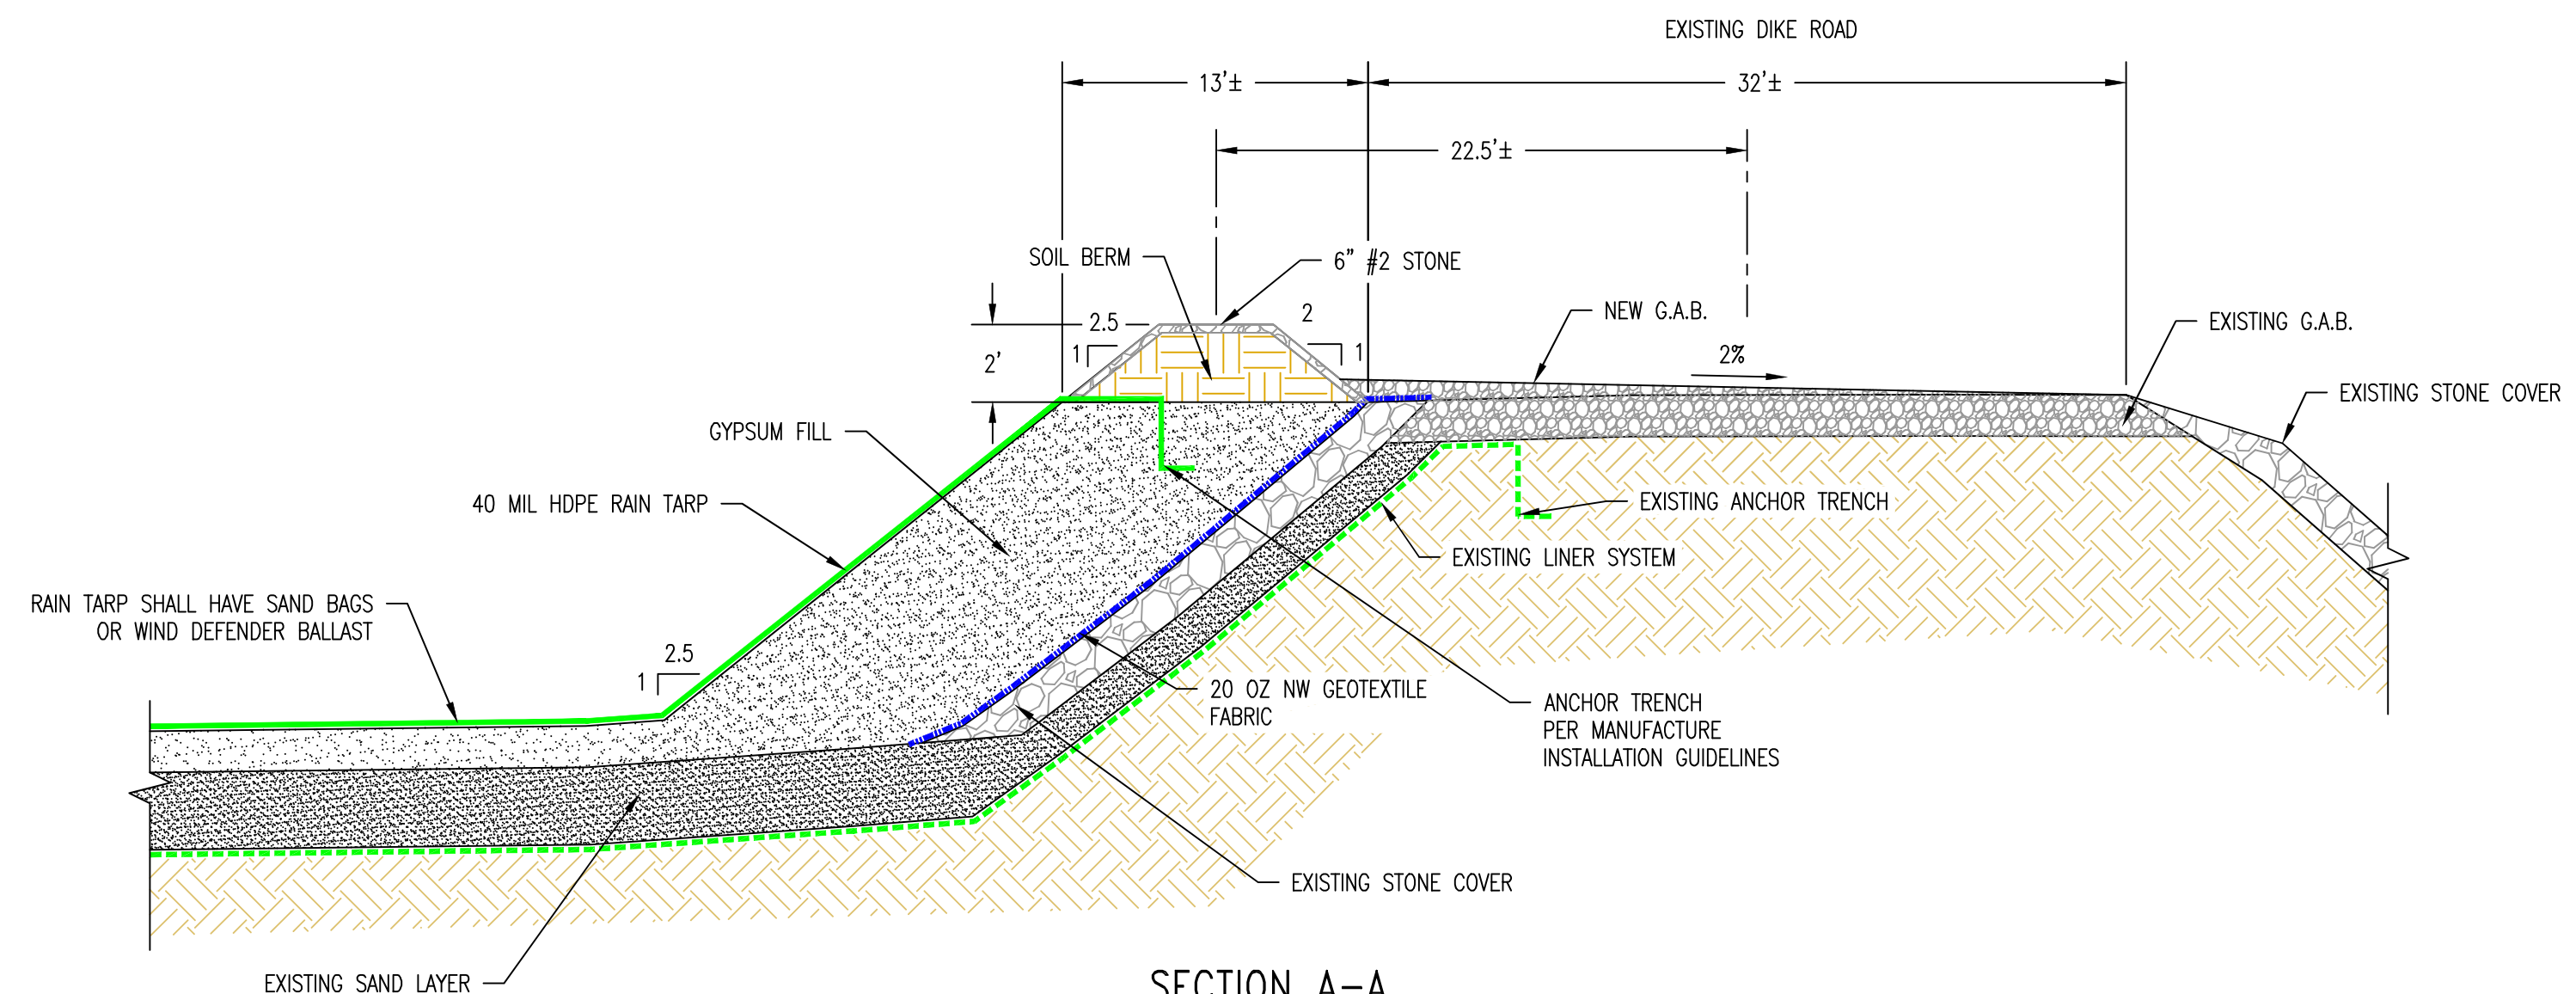 EXISTING DIKE ROAD
13'±
32'±
22.5'±
SOIL BERM
6" #2 STONE
2.5
1
2
1
2'
NEW G.A.B.
2%
EXISTING G.A.B.
EXISTING STONE COVER
GYPSUM FILL
40 MIL HDPE RAIN TARP
EXISTING ANCHOR TRENCH
EXISTING LINER SYSTEM
RAIN TARP SHALL HAVE SAND BAGS
OR WIND DEFENDER BALLAST
2.5
1
20 OZ NW GEOTEXTILE
FABRIC
ANCHOR TRENCH
PER MANUFACTURE
INSTALLATION GUIDELINES
EXISTING STONE COVER
EXISTING SAND LAYER
SECTION A-A